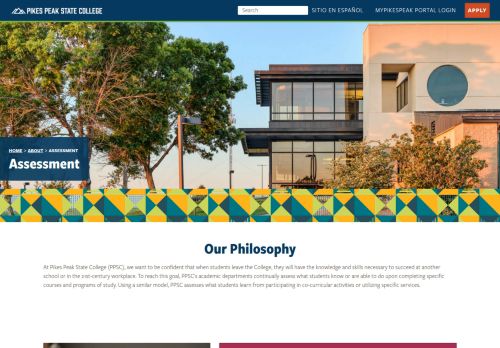 PIKES PEAK STATE COLLEGE
Search
SITIO EN ESPAÑOL
MYPIKESPEAK PORTAL LOGIN
APPLY
HOME > ABOUT > ASSESSMENT
Assessment
Our Philosophy
At Pikes Peak State College (PPSC), we want to be confident that when students leave the College, they will have the knowledge and skills necessary to succeed at another
school or in the 21st-century workplace. To reach this goal, PPSC's academic departments continually assess what students know or are able to do upon completing specific
courses and programs of study. Using a similar model, PPSC assesses what students learn from participating in co-curricular activities or utilizing specific services.